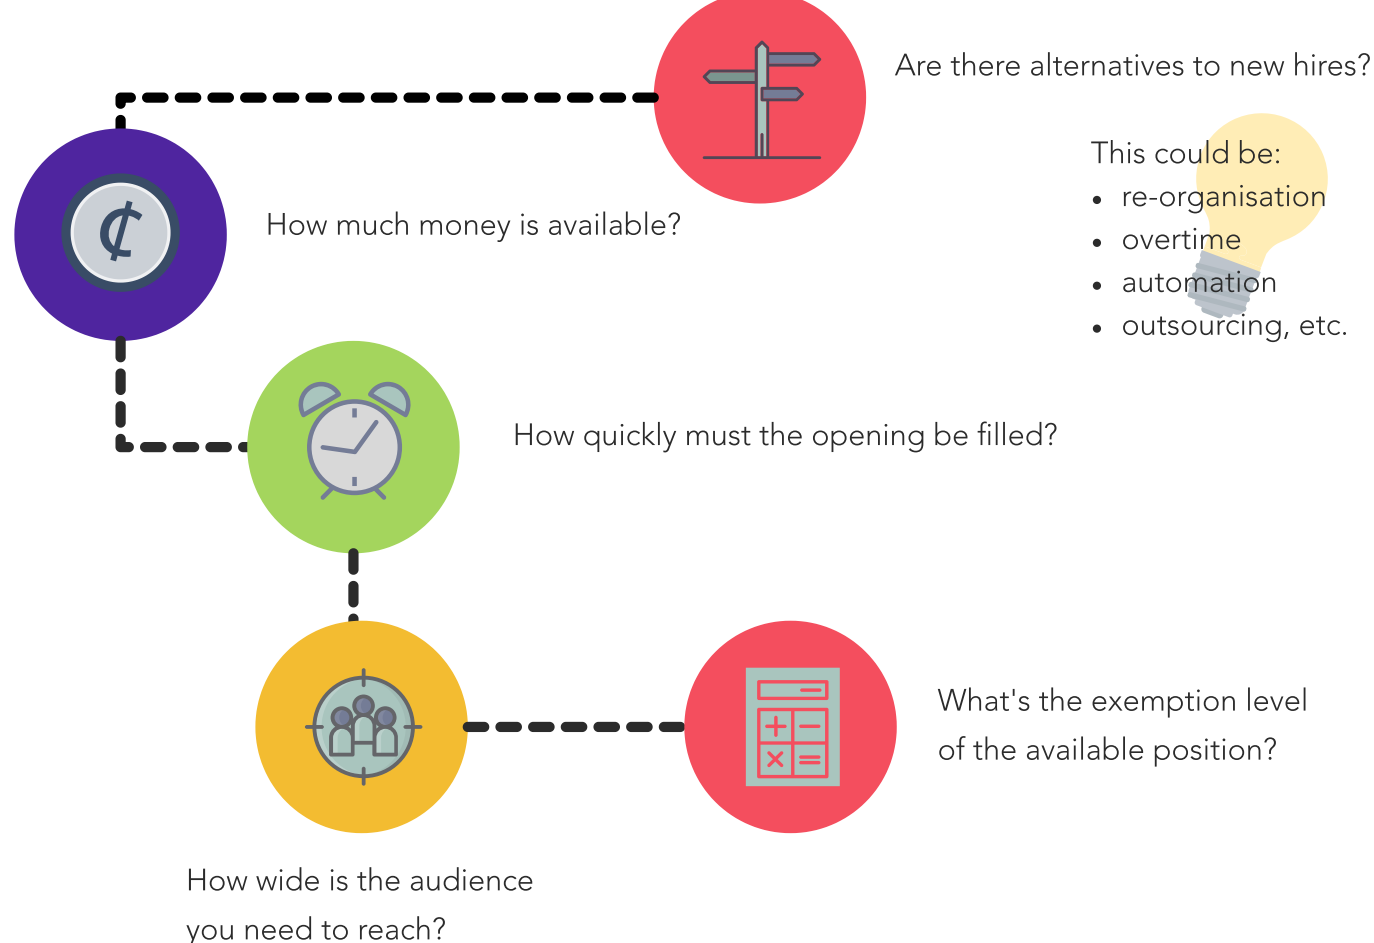 Are there alternatives to new hires?
This could be:
• re-organisation
• overtime
• automation
• outsourcing, etc.
¢
How much money is available?
How quickly must the opening be filled?
How wide is the audience
you need to reach?
What's the exemption level
of the available position?